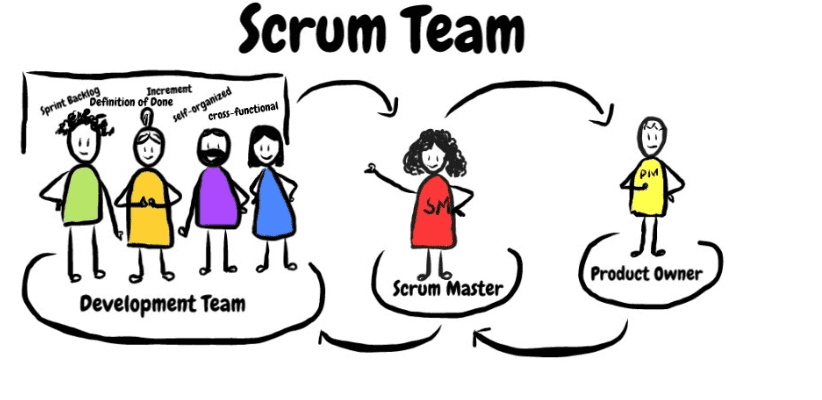 Scrum Team
Sprint Backlog
Definition of Done
Increment
self-organized
cross-functional
SM
PM
Development Team
Scrum Master
Product Owner